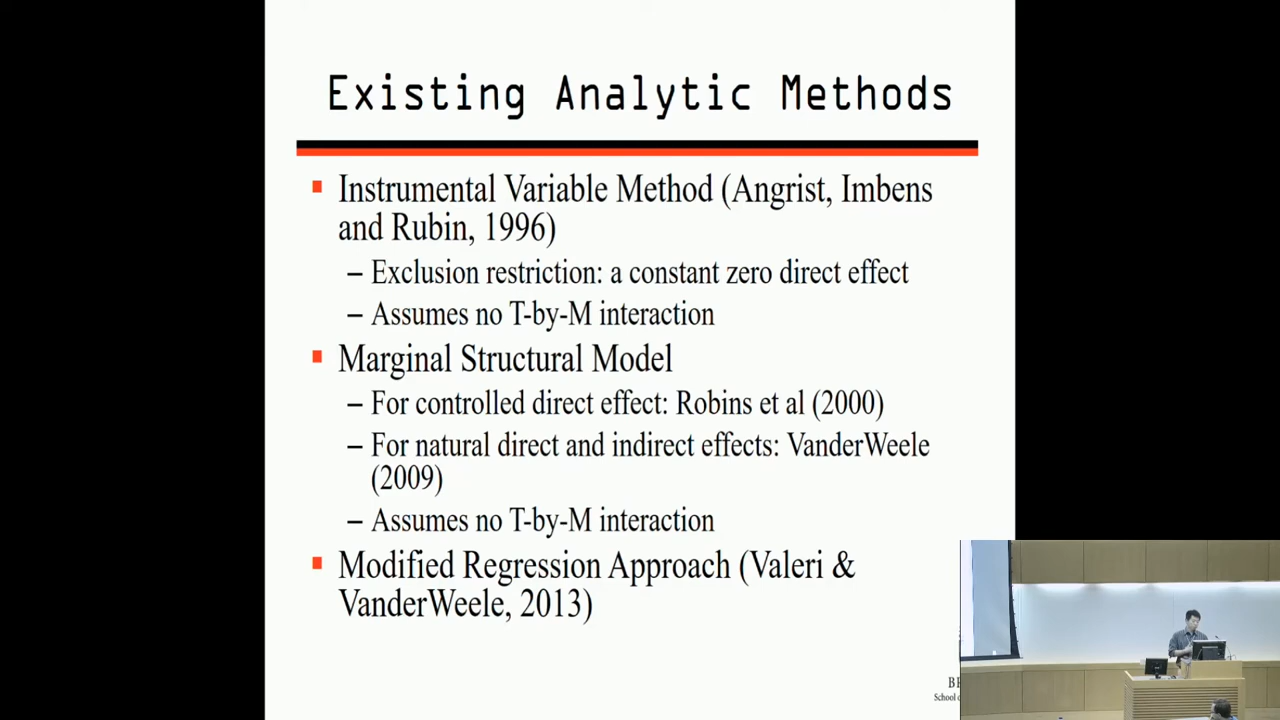 Existing Analytic Methods
Instrumental Variable Method (Angrist, Imbens
and Rubin, 1996)
– Exclusion restriction: a constant zero direct effect
– Assumes no T-by-M interaction
Marginal Structural Model
– For controlled direct effect: Robins et al (2000)
– For natural direct and indirect effects: VanderWeele
(2009)
– Assumes no T-by-M interaction
Modified Regression Approach (Valeri &
VanderWeele, 2013)
School